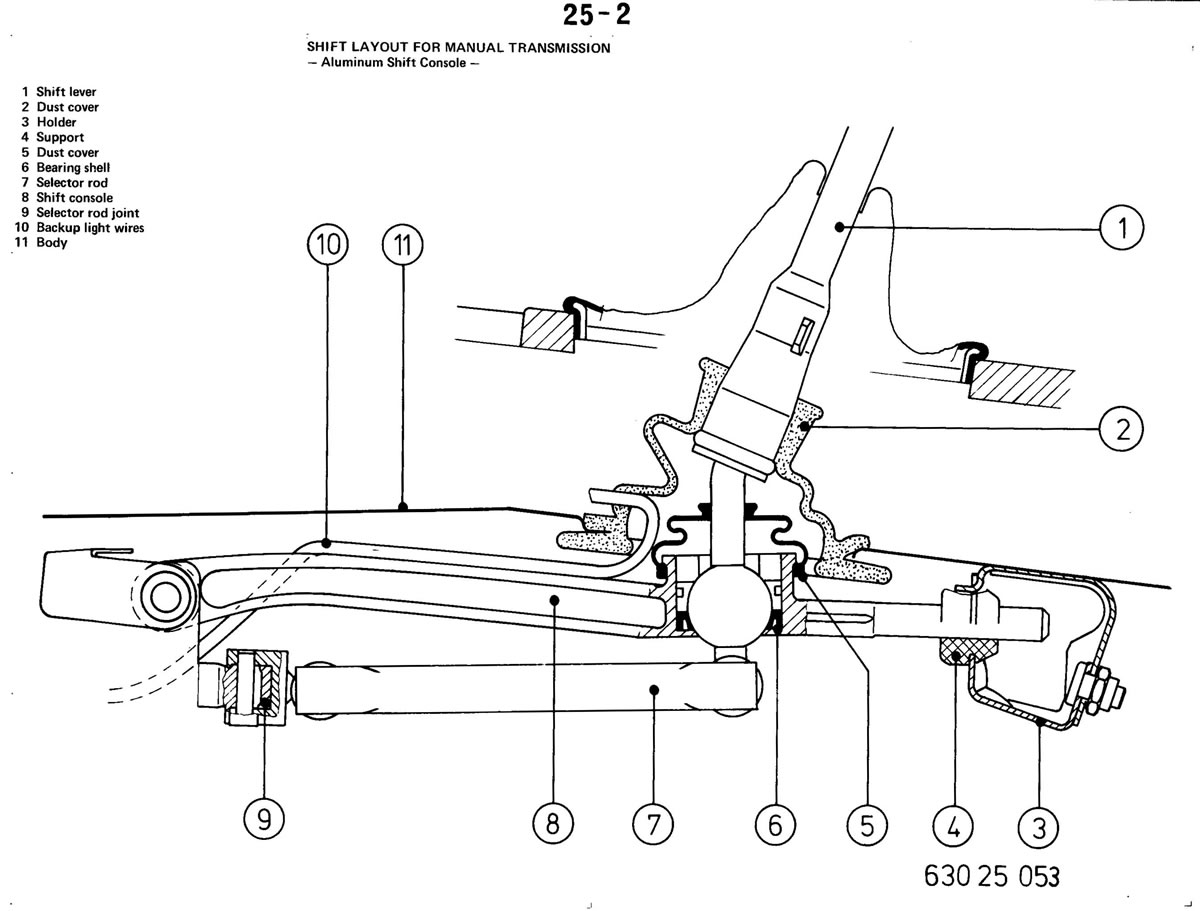 25-2
SHIFT LAYOUT FOR MANUAL TRANSMISSION
— Aluminum Shift Console —
1 Shift lever
2 Dust cover
3 Holder
4 Support
5 Dust cover
6 Bearing shell
7 Selector rod
8 Shift console
9 Selector rod joint
10 Backup light wires
11 Body
10
11
1
2
9
8
7
6
5
4
3
630 25 053